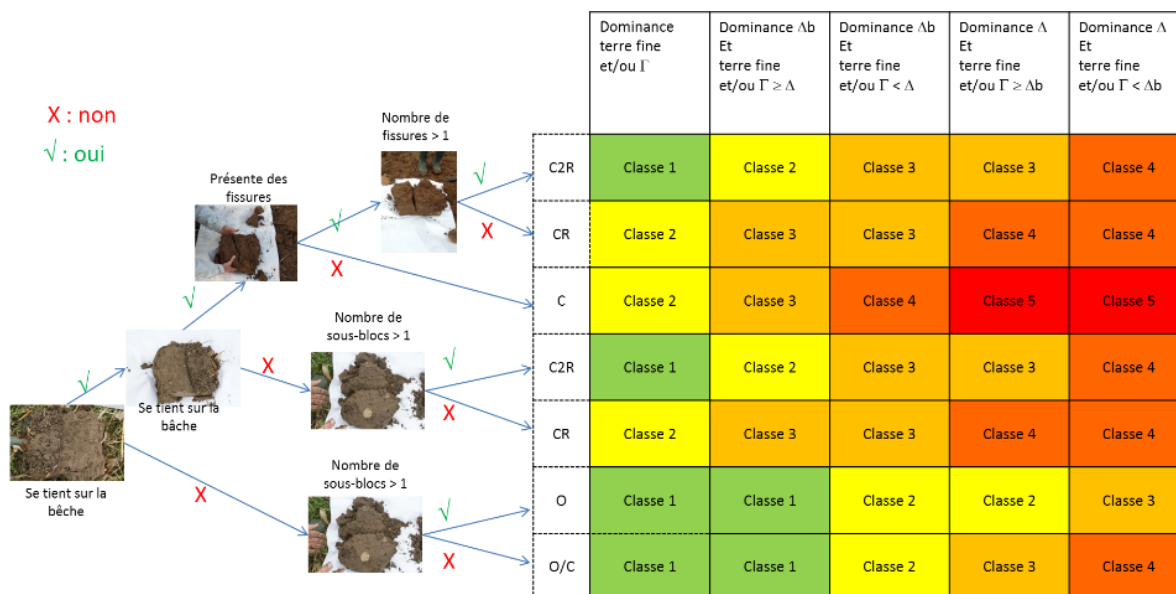 X : non
√ : oui
Nombre de
fissures > 1
√
X
Présente des
fissures
√
X
√
Nombre de
sous-blocs > 1
√
X
X
√
Se tient sur la
bâche
Se tient sur la
bêche
X
Nombre de
sous-blocs > 1
√
X
Dominance
terre fine
et/ou Γ
Dominance Δb
Et
terre fine
et/ou Γ ≥ Δ
Dominance Δb
Et
terre fine
et/ou Γ < Δ
Dominance Δ
Et
terre fine
et/ou Γ ≥ Δb
Dominance Δ
Et
terre fine
et/ou Γ < Δb
C2R Classe 1 Classe 2 Classe 3 Classe 3 Classe 4
CR Classe 2 Classe 3 Classe 3 Classe 4 Classe 4
C Classe 2 Classe 3 Classe 4 Classe 5 Classe 5
C2R Classe 1 Classe 2 Classe 3 Classe 3 Classe 4
CR Classe 2 Classe 3 Classe 3 Classe 4 Classe 4
O Classe 1 Classe 1 Classe 2 Classe 2 Classe 3
O/C Classe 1 Classe 1 Classe 2 Classe 3 Classe 4